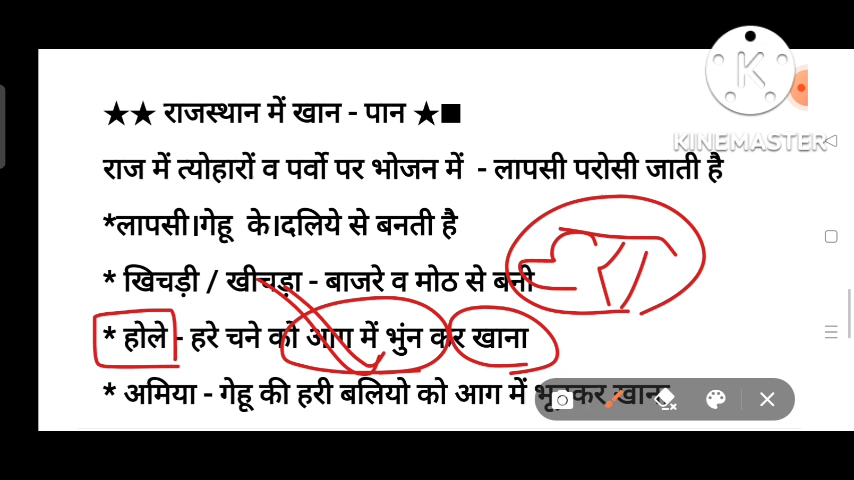 ★★ राजस्थान में खान - पान ★■
राज में त्योहारों व पर्वो पर भोजन में - लापसी परोसी जाती है
*लापसी।गेहू के।दलिये से बनती है
* खिचड़ी / खीचड़ा - बाजरे व मोठ से बनी
* होले - हरे चने को आग में भुंन कर खाना
* अमिया - गेहू की हरी बलियो को आग में भूनकर खाना
K
KINEMASTER